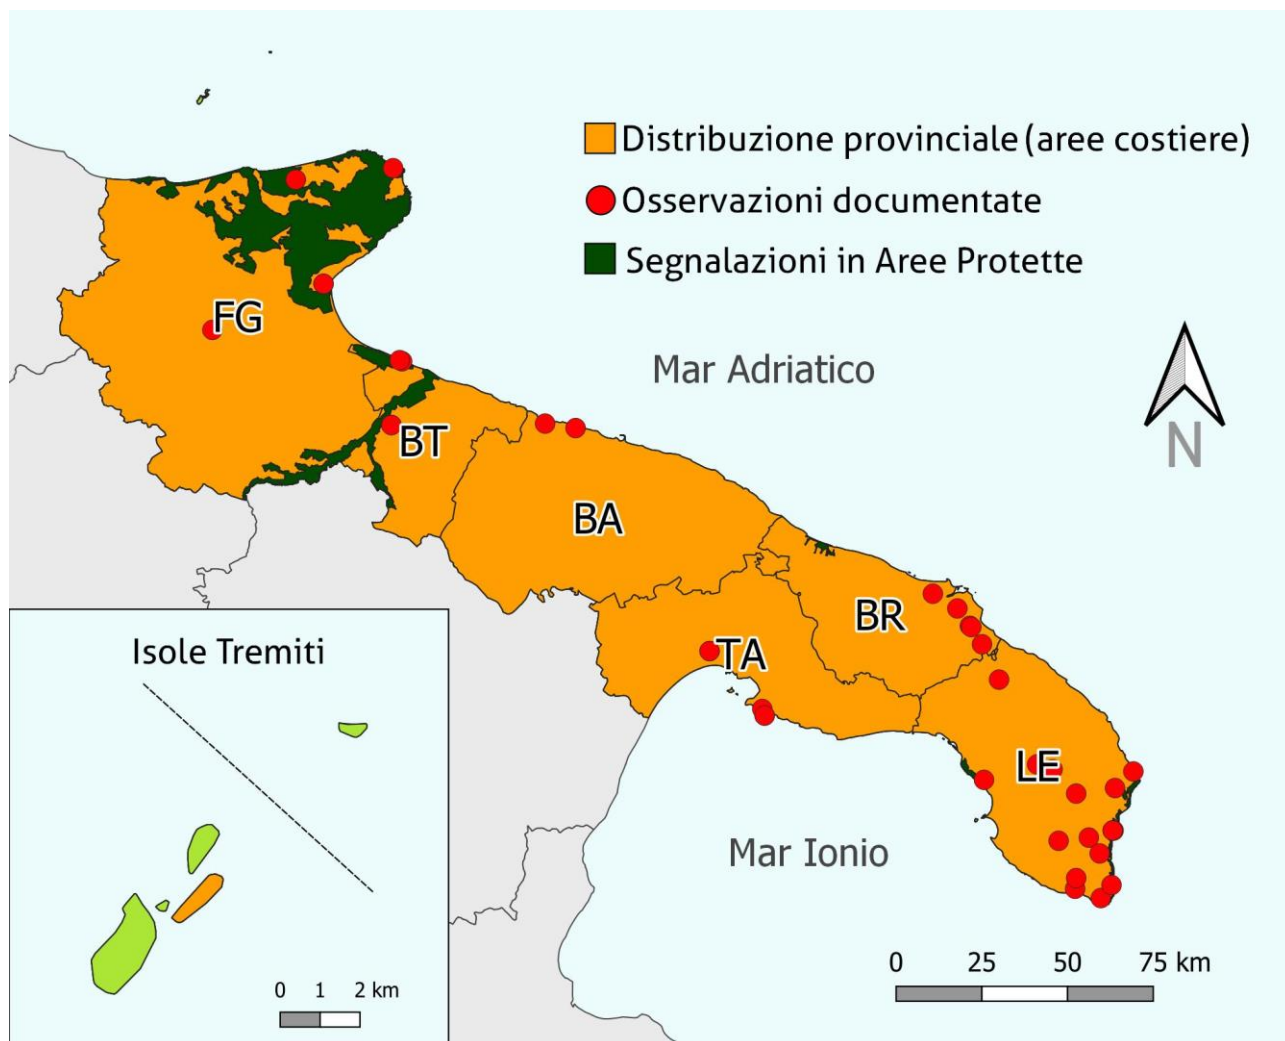 Distribuzione provinciale (aree costiere)
Osservazioni documentate
Segnalazioni in Aree Protette
FG
Mar Adriatico
N
BT
BA
BR
TA
Isole Tremiti
LE
Mar Ionio
0 25 50 75 km
0 1 2 km